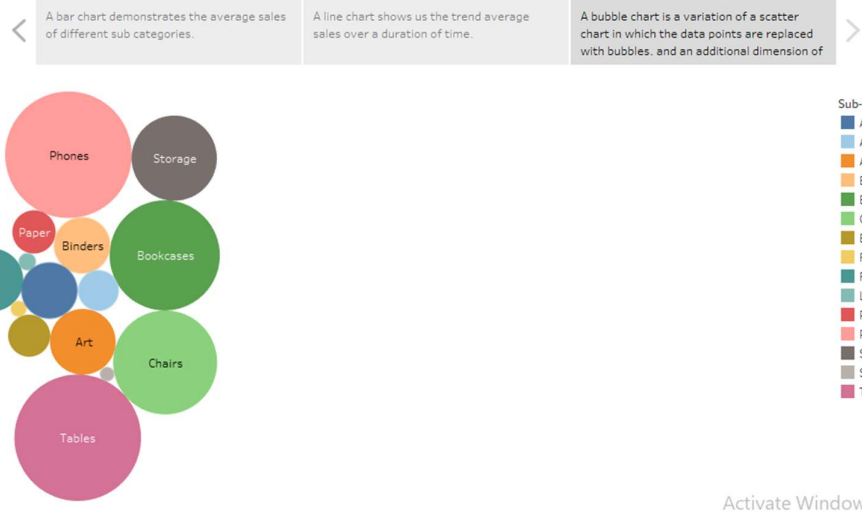 A bar chart demonstrates the average sales
of different sub categories.
A line chart shows us the trend average
sales over a duration of time.
A bubble chart is a variation of a scatter
chart in which the data points are replaced
with bubbles, and an additional dimension of
Sub-
Phones
Storage
Paper
Binders
Bookcases
Art
Chairs
Tables
Activate Window